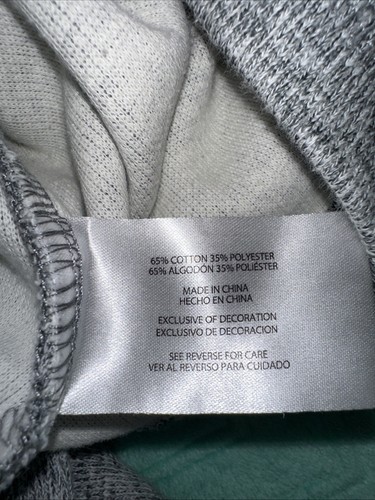 65% COTTON 35% POLYESTER
65% ALGODÓN 35% POLIÉSTER
MADE IN CHINA
HECHO EN CHINA
EXCLUSIVE OF DECORATION
EXCLUSIVO DE DECORACION
SEE REVERSE FOR CARE
VER AL REVERSO PARA CUIDADO